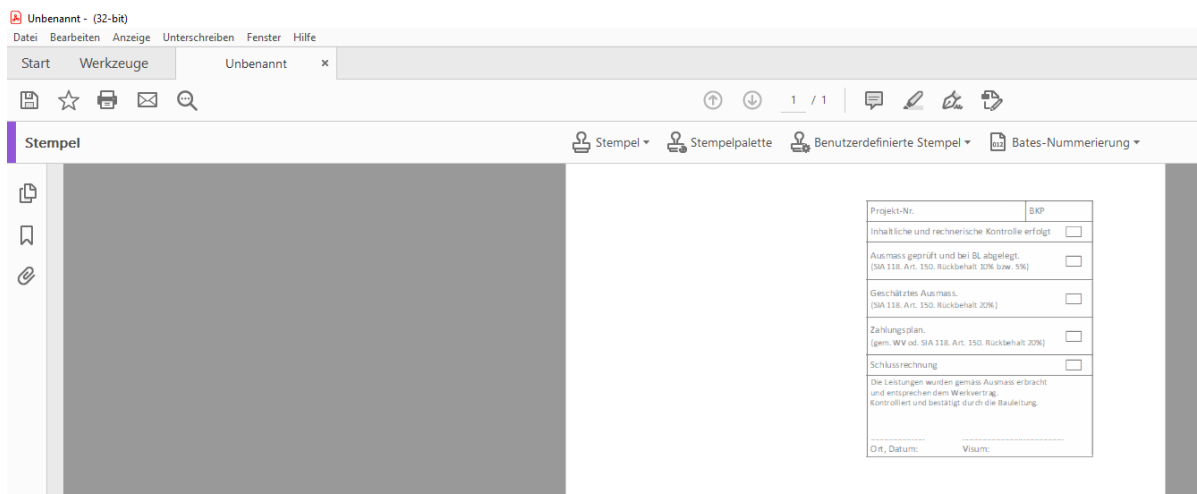 Unbenannt - (32-bit)
Datei Bearbeiten Anzeige Unterschreiben Fenster Hilfe
Start Werkzeuge Unbenannt ×
1 / 1
Stempel Stempel Stempelpalette Benutzerdefinierte Stempel 012 Bates-Nummerierung
Projekt-Nr. BKP
Inhaltliche und rechnerische Kontrolle erfolgt
Ausmass geprüft und bei BL abgelegt.
(SIA 118. Art. 150. Rückbehalt 10% bzw. 5%)
Geschätztes Ausmass.
(SIA 118. Art. 150. Rückbehalt 20%)
Zahlungsplan.
(gem. WV od. SIA 118. Art. 150. Rückbehalt 20%)
Schlussrechnung
Die Leistungen wurden gemäss Ausmass erbracht
und entsprechen dem Werkvertrag.
Kontrolliert und bestätigt durch die Bauleitung.
Ort, Datum: Visum: